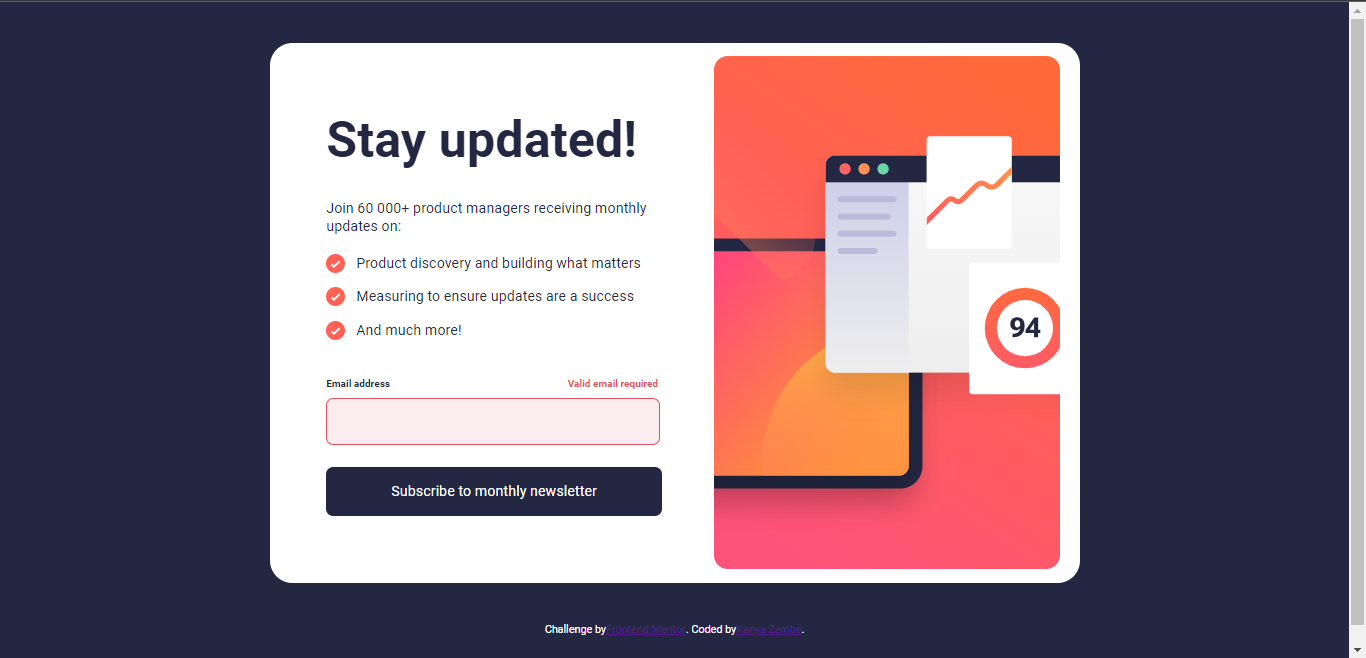 Stay updated!
Join 60 000+ product managers receiving monthly
updates on:
Product discovery and building what matters
Measuring to ensure updates are a success
And much more!
Email address
Valid email required
Subscribe to monthly newsletter
94
Challenge by Frontend Mentor. Coded by Kanya Zembe.